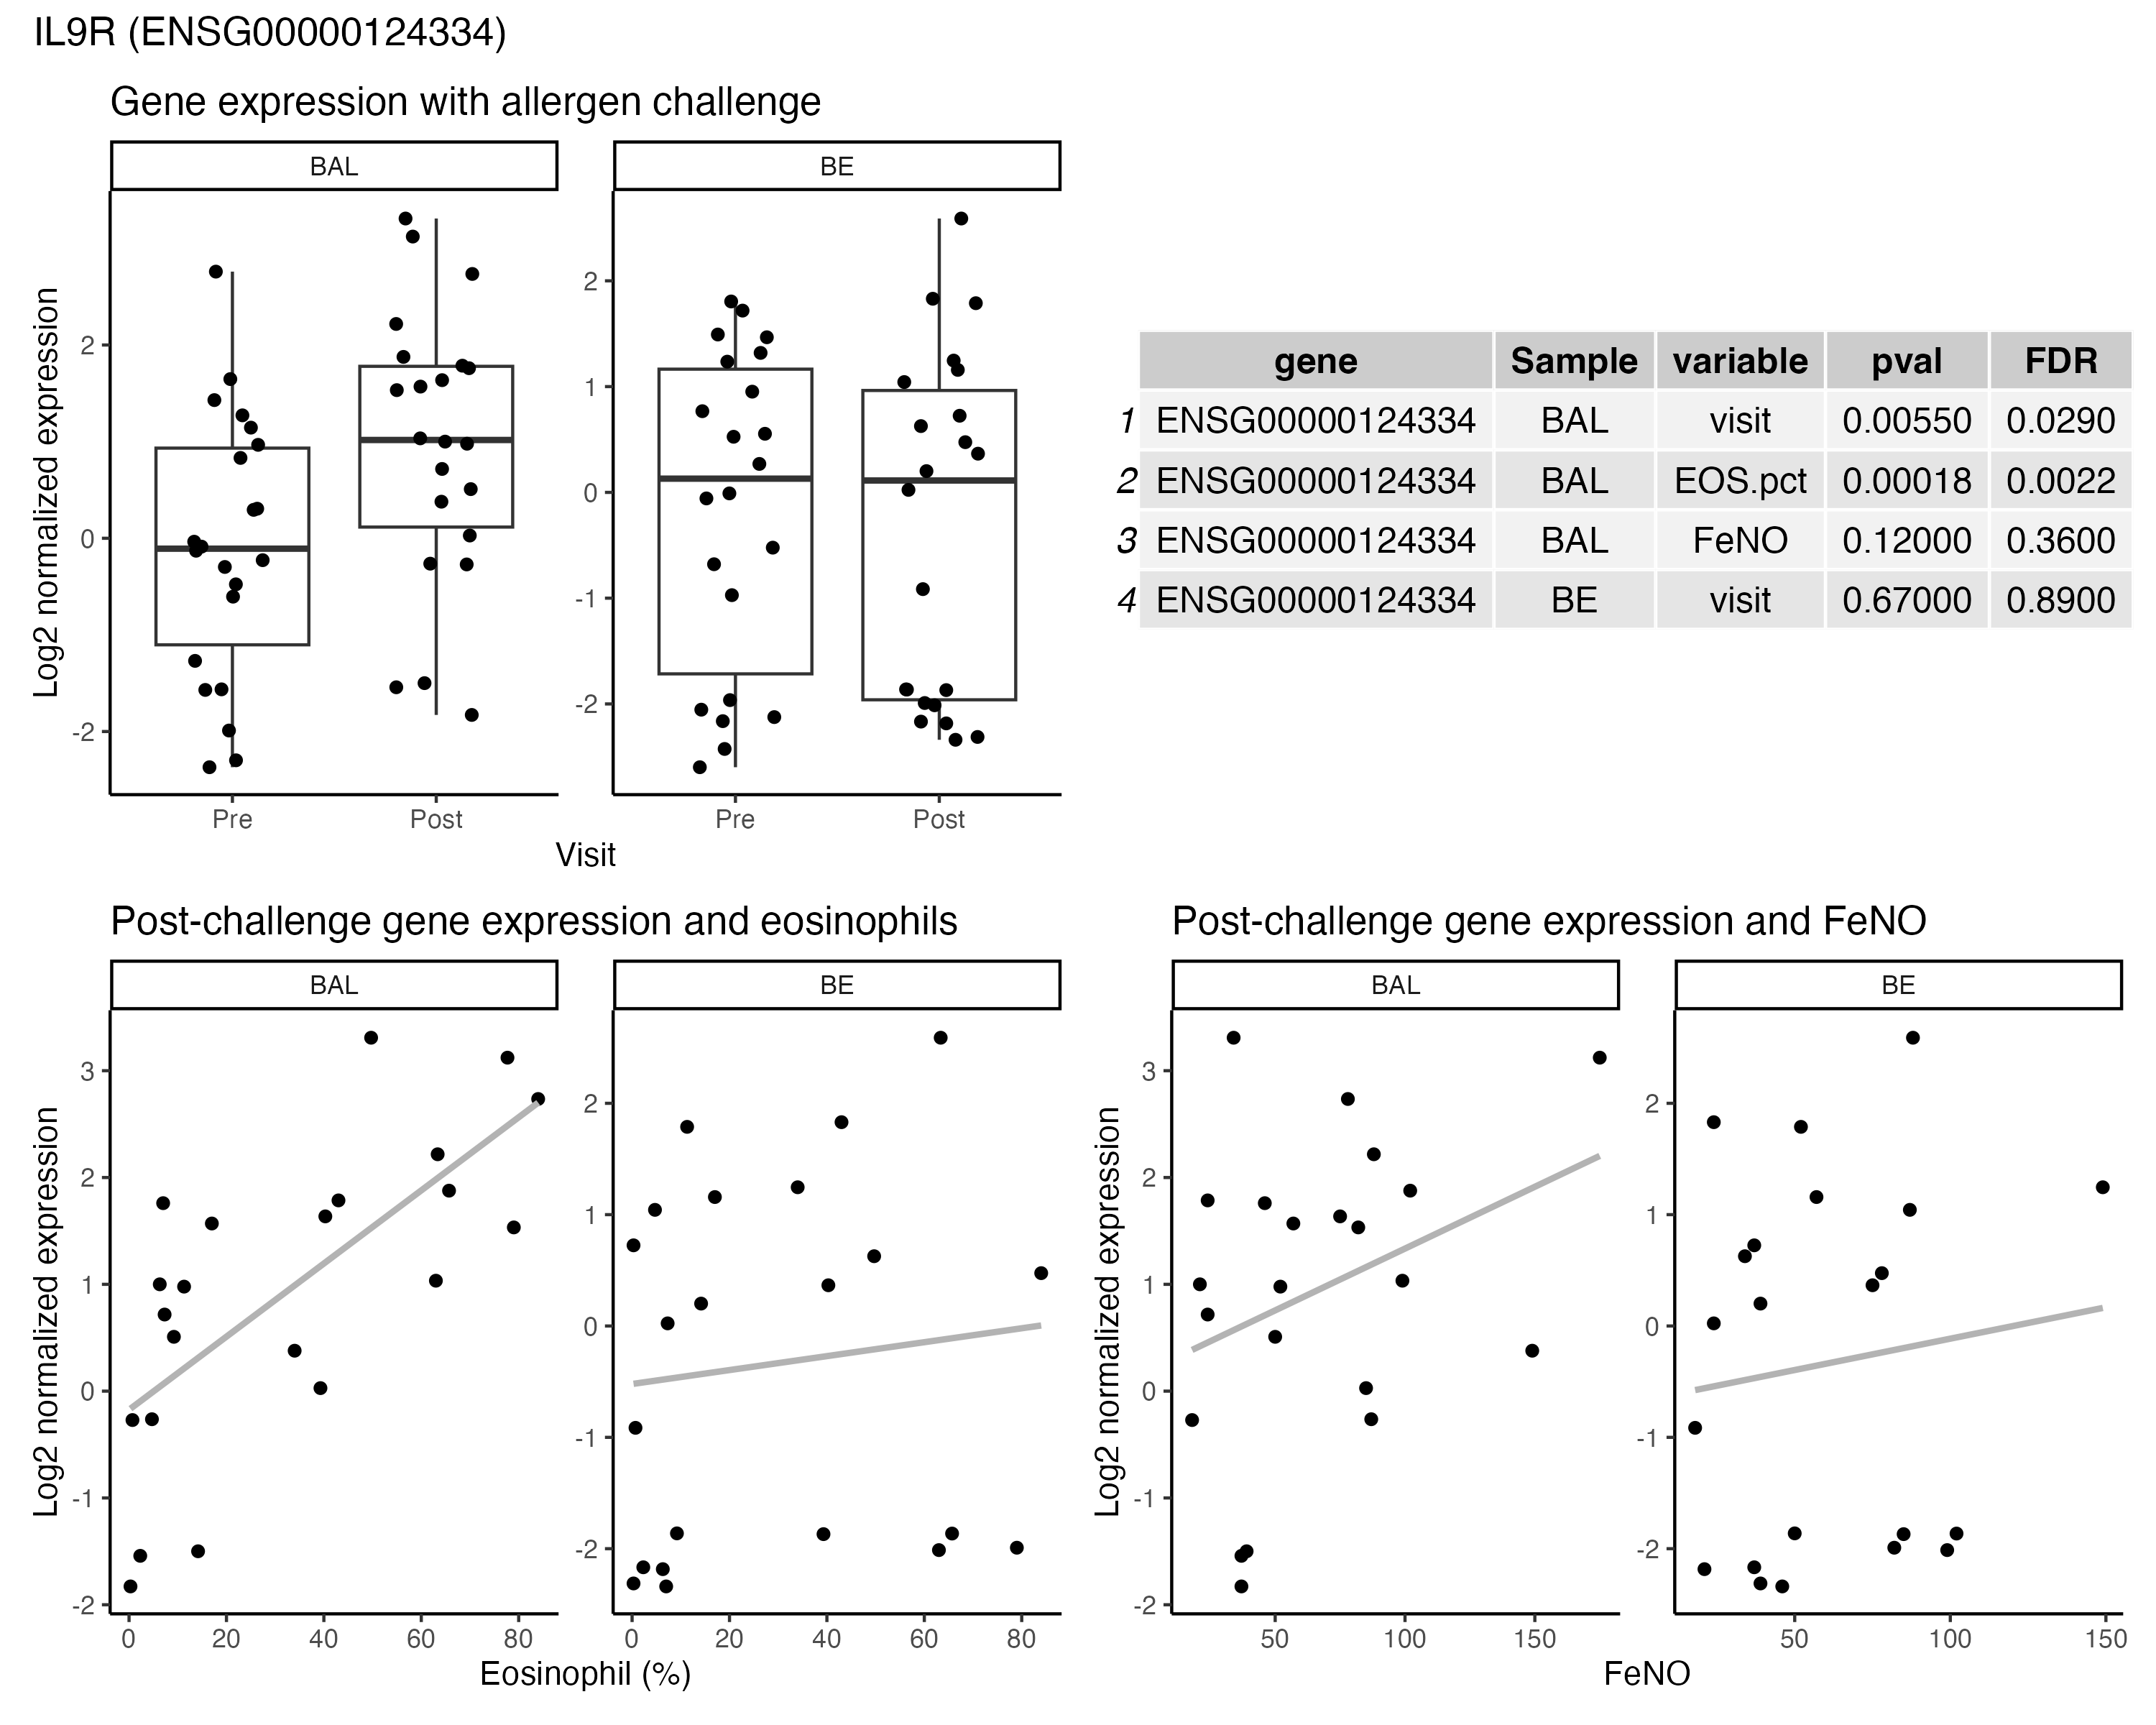 IL9R (ENSG00000124334)
Gene expression with allergen challenge
BAL
BE
Log2 normalized expression
2
0
-2
2
1
0
-1
-2
Pre
Post
Pre
Post
Visit
gene Sample variable pval FDR
1 ENSG00000124334 BAL visit 0.00550 0.0290
2 ENSG00000124334 BAL EOS.pct 0.00018 0.0022
3 ENSG00000124334 BAL FeNO 0.12000 0.3600
4 ENSG00000124334 BE visit 0.67000 0.8900
Post-challenge gene expression and eosinophils
BAL
BE
Log2 normalized expression
3
2
1
0
-1
-2
2
1
0
-1
-2
0 20 40 60 80
0 20 40 60 80
Eosinophil (%)
Post-challenge gene expression and FeNO
BAL
BE
Log2 normalized expression
3
2
1
0
-1
-2
2
1
0
-1
-2
50 100 150
50 100 150
FeNO